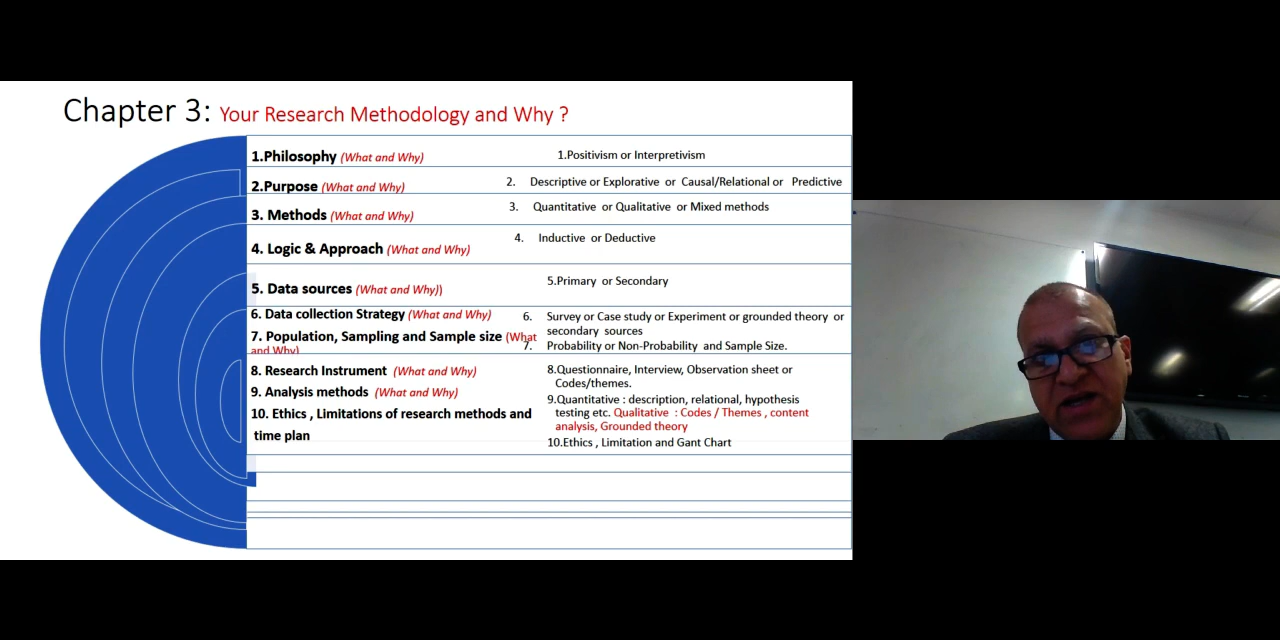 Chapter 3: Your Research Methodology and Why ?
1.Philosophy (What and Why)
1.Positivism or Interpretivism
2.Purpose (What and Why)
2. Descriptive or Explorative or Causal/Relational or Predictive
3. Methods (What and Why)
3. Quantitative or Qualitative or Mixed methods
4. Logic & Approach (What and Why)
4. Inductive or Deductive
5. Data sources (What and Why))
5.Primary or Secondary
6. Data collection Strategy (What and Why)
6. Survey or Case study or Experiment or grounded theory or
secondary sources
7. Population, Sampling and Sample size (What
and Why)
7. Probability or Non-Probability and Sample Size.
8. Research Instrument (What and Why)
8.Questionnaire, Interview, Observation sheet or
Codes/themes.
9. Analysis methods (What and Why)
9.Quantitative : description, relational, hypothesis
testing etc. Qualitative : Codes / Themes , content
analysis, Grounded theory
10. Ethics , Limitations of research methods and
time plan
10.Ethics , Limitation and Gant Chart